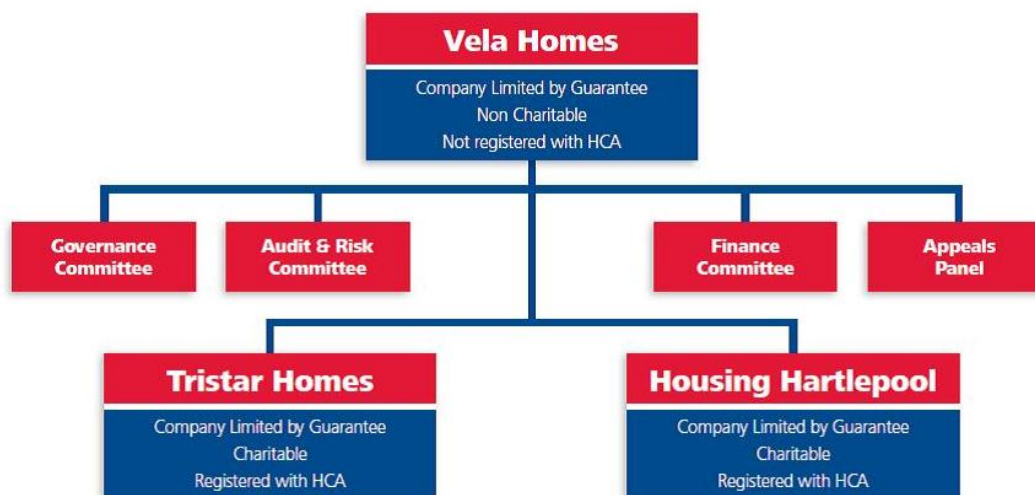 Vela Homes
Company Limited by Guarantee
Non Charitable
Not registered with HCA
Governance
Committee
Audit & Risk
Committee
Finance
Committee
Appeals
Panel
Tristar Homes
Company Limited by Guarantee
Charitable
Registered with HCA
Housing Hartlepool
Company Limited by Guarantee
Charitable
Registered with HCA